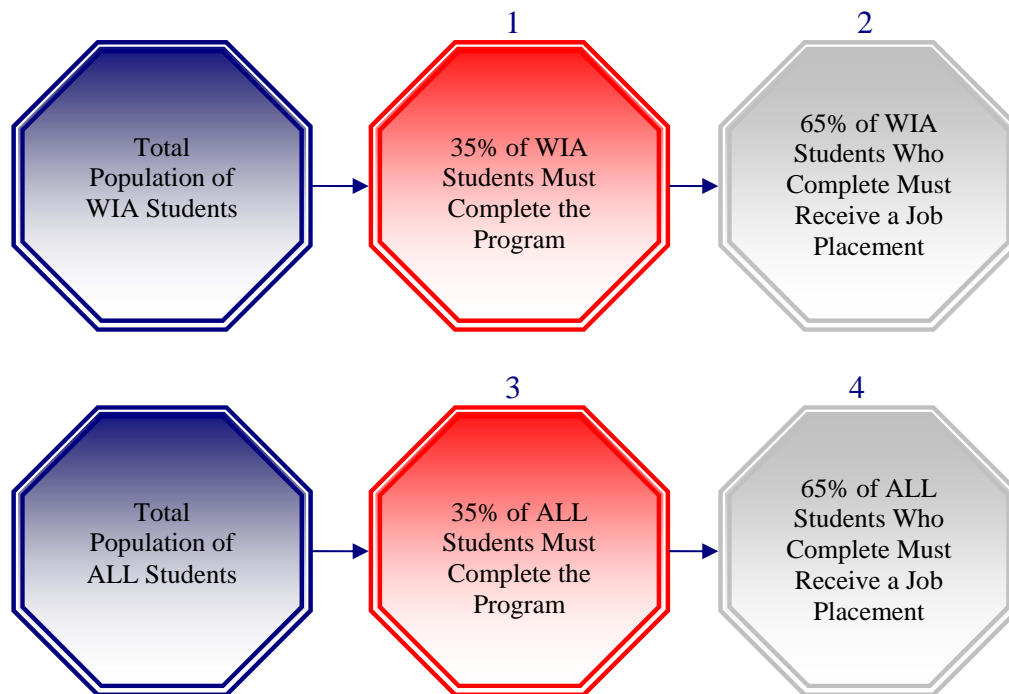 1
2
Total
Population of
WIA Students
35% of WIA
Students Must
Complete the
Program
65% of WIA
Students Who
Complete Must
Receive a Job
Placement
3
4
Total
Population of
ALL Students
35% of ALL
Students Must
Complete the
Program
65% of ALL
Students Who
Complete Must
Receive a Job
Placement